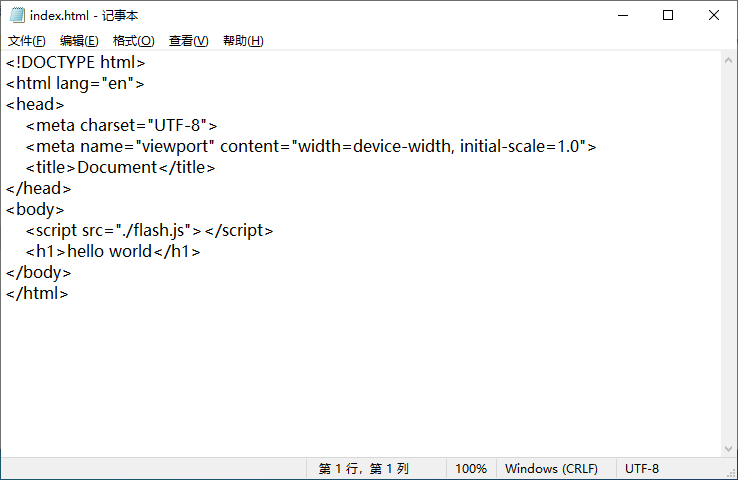 index.html - 记事本
文件(F) 编辑(E) 格式(O) 查看(V) 帮助(H)
<!DOCTYPE html>
<html lang="en">
<head>
    <meta charset="UTF-8">
    <meta name="viewport" content="width=device-width, initial-scale=1.0">
    <title>Document</title>
</head>
<body>
    <script src="./flash.js"></script>
    <h1>hello world</h1>
</body>
</html>
第 1 行，第 1 列 100% Windows (CRLF) UTF-8